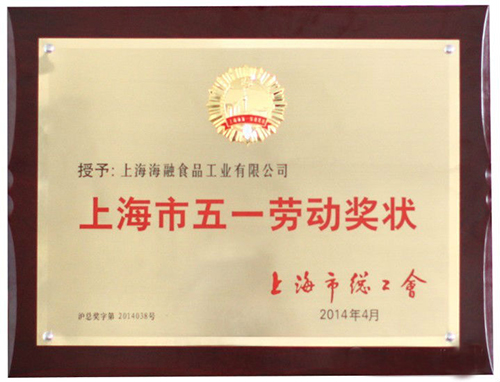 授予：上海海融食品工业有限公司
上海市五一劳动奖状
上海市总工會
沪总奖字第 2014038号
2014年4月